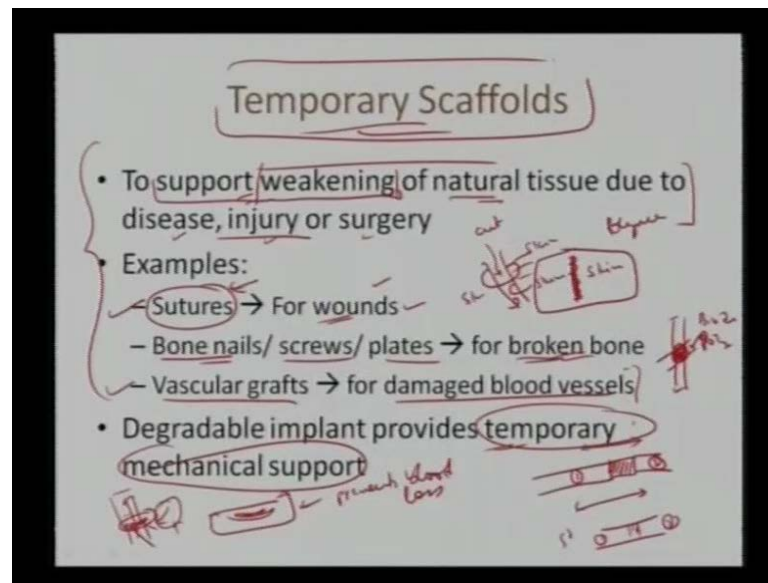 Temporary Scaffolds
• To support weakening of natural tissue due to
disease, injury or surgery
cut
• Examples:
skin
skin
skin
– Sutures → For wounds
– Bone nails/ screws/ plates → for broken bone
– Vascular grafts → for damaged blood vessels
• Degradable implant provides temporary
mechanical support
prevents blood
loss